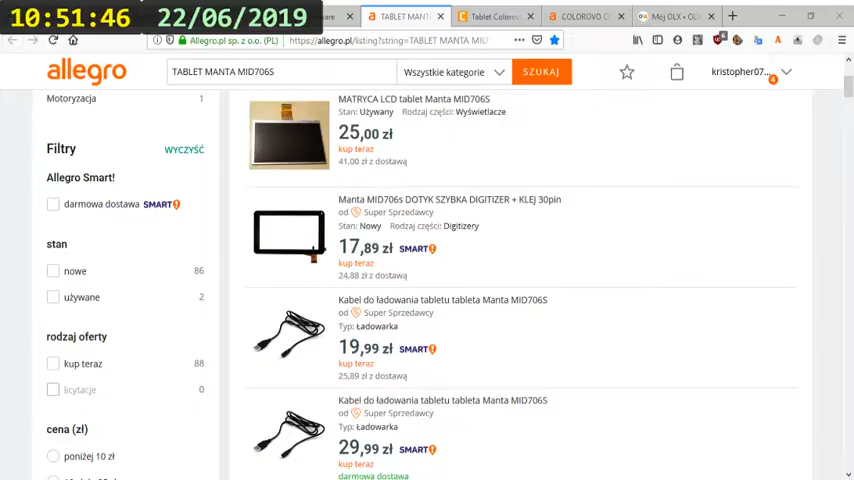 10:51:46 22/06/2019
TABLET MAN
Tablet Colorov
COLOROVO C
Mój OLX • OL
Allegro.pl sp. z o.o. (PL)
https://allegro.pl/listing?string=TABLET MANTA MID7
allegro
TABLET MANTA MID706S
Wszystkie kategorie
SZUKAJ
kristopher07...
4
Motoryzacja 1
Filtry WYCZYŚĆ
Allegro Smart!
darmowa dostawa SMART!
stan
nowe 86
używane 2
rodzaj oferty
kup teraz 88
licytacje 0
cena (zł)
poniżej 10 zł
MATRYCA LCD tablet Manta MID706S
Stan: Używany Rodzaj części: Wyświetlacze
25,00 zł
kup teraz
41,00 zł z dostawą
Manta MID706s DOTYK SZYBKA DIGITIZER + KLEJ 30pin
od Super Sprzedawcy
Stan: Nowy Rodzaj części: Digitizery
17,89 zł SMART!
kup teraz
24,88 zł z dostawą
Kabel do ładowania tabletu tableta Manta MID706S
od Super Sprzedawcy
Typ: Ładowarka
19,99 zł SMART!
kup teraz
25,89 zł z dostawą
Kabel do ładowania tabletu tableta Manta MID706S
od Super Sprzedawcy
Typ: Ładowarka
29,99 zł SMART!
kup teraz
darmowa dostawa